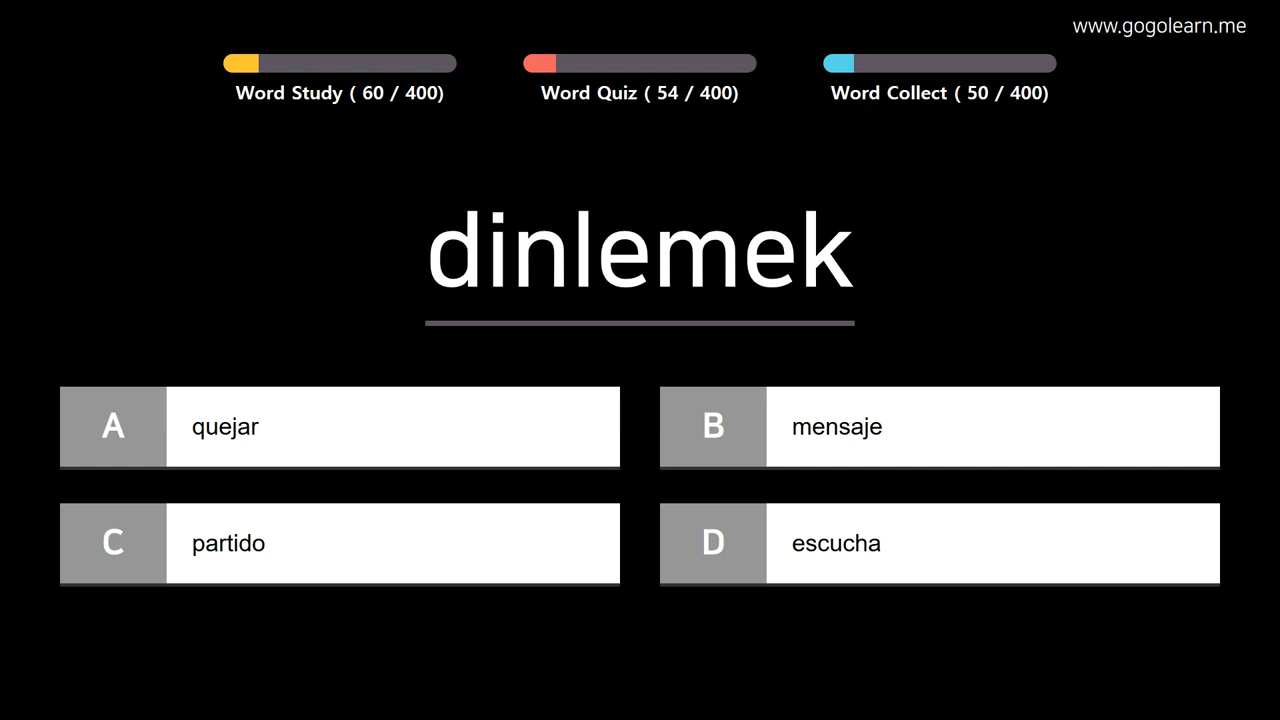 www.gogolearn.me
Word Study ( 60 / 400)
Word Quiz ( 54 / 400)
Word Collect ( 50 / 400)
dinlemek
A quejar
B mensaje
C partido
D escucha